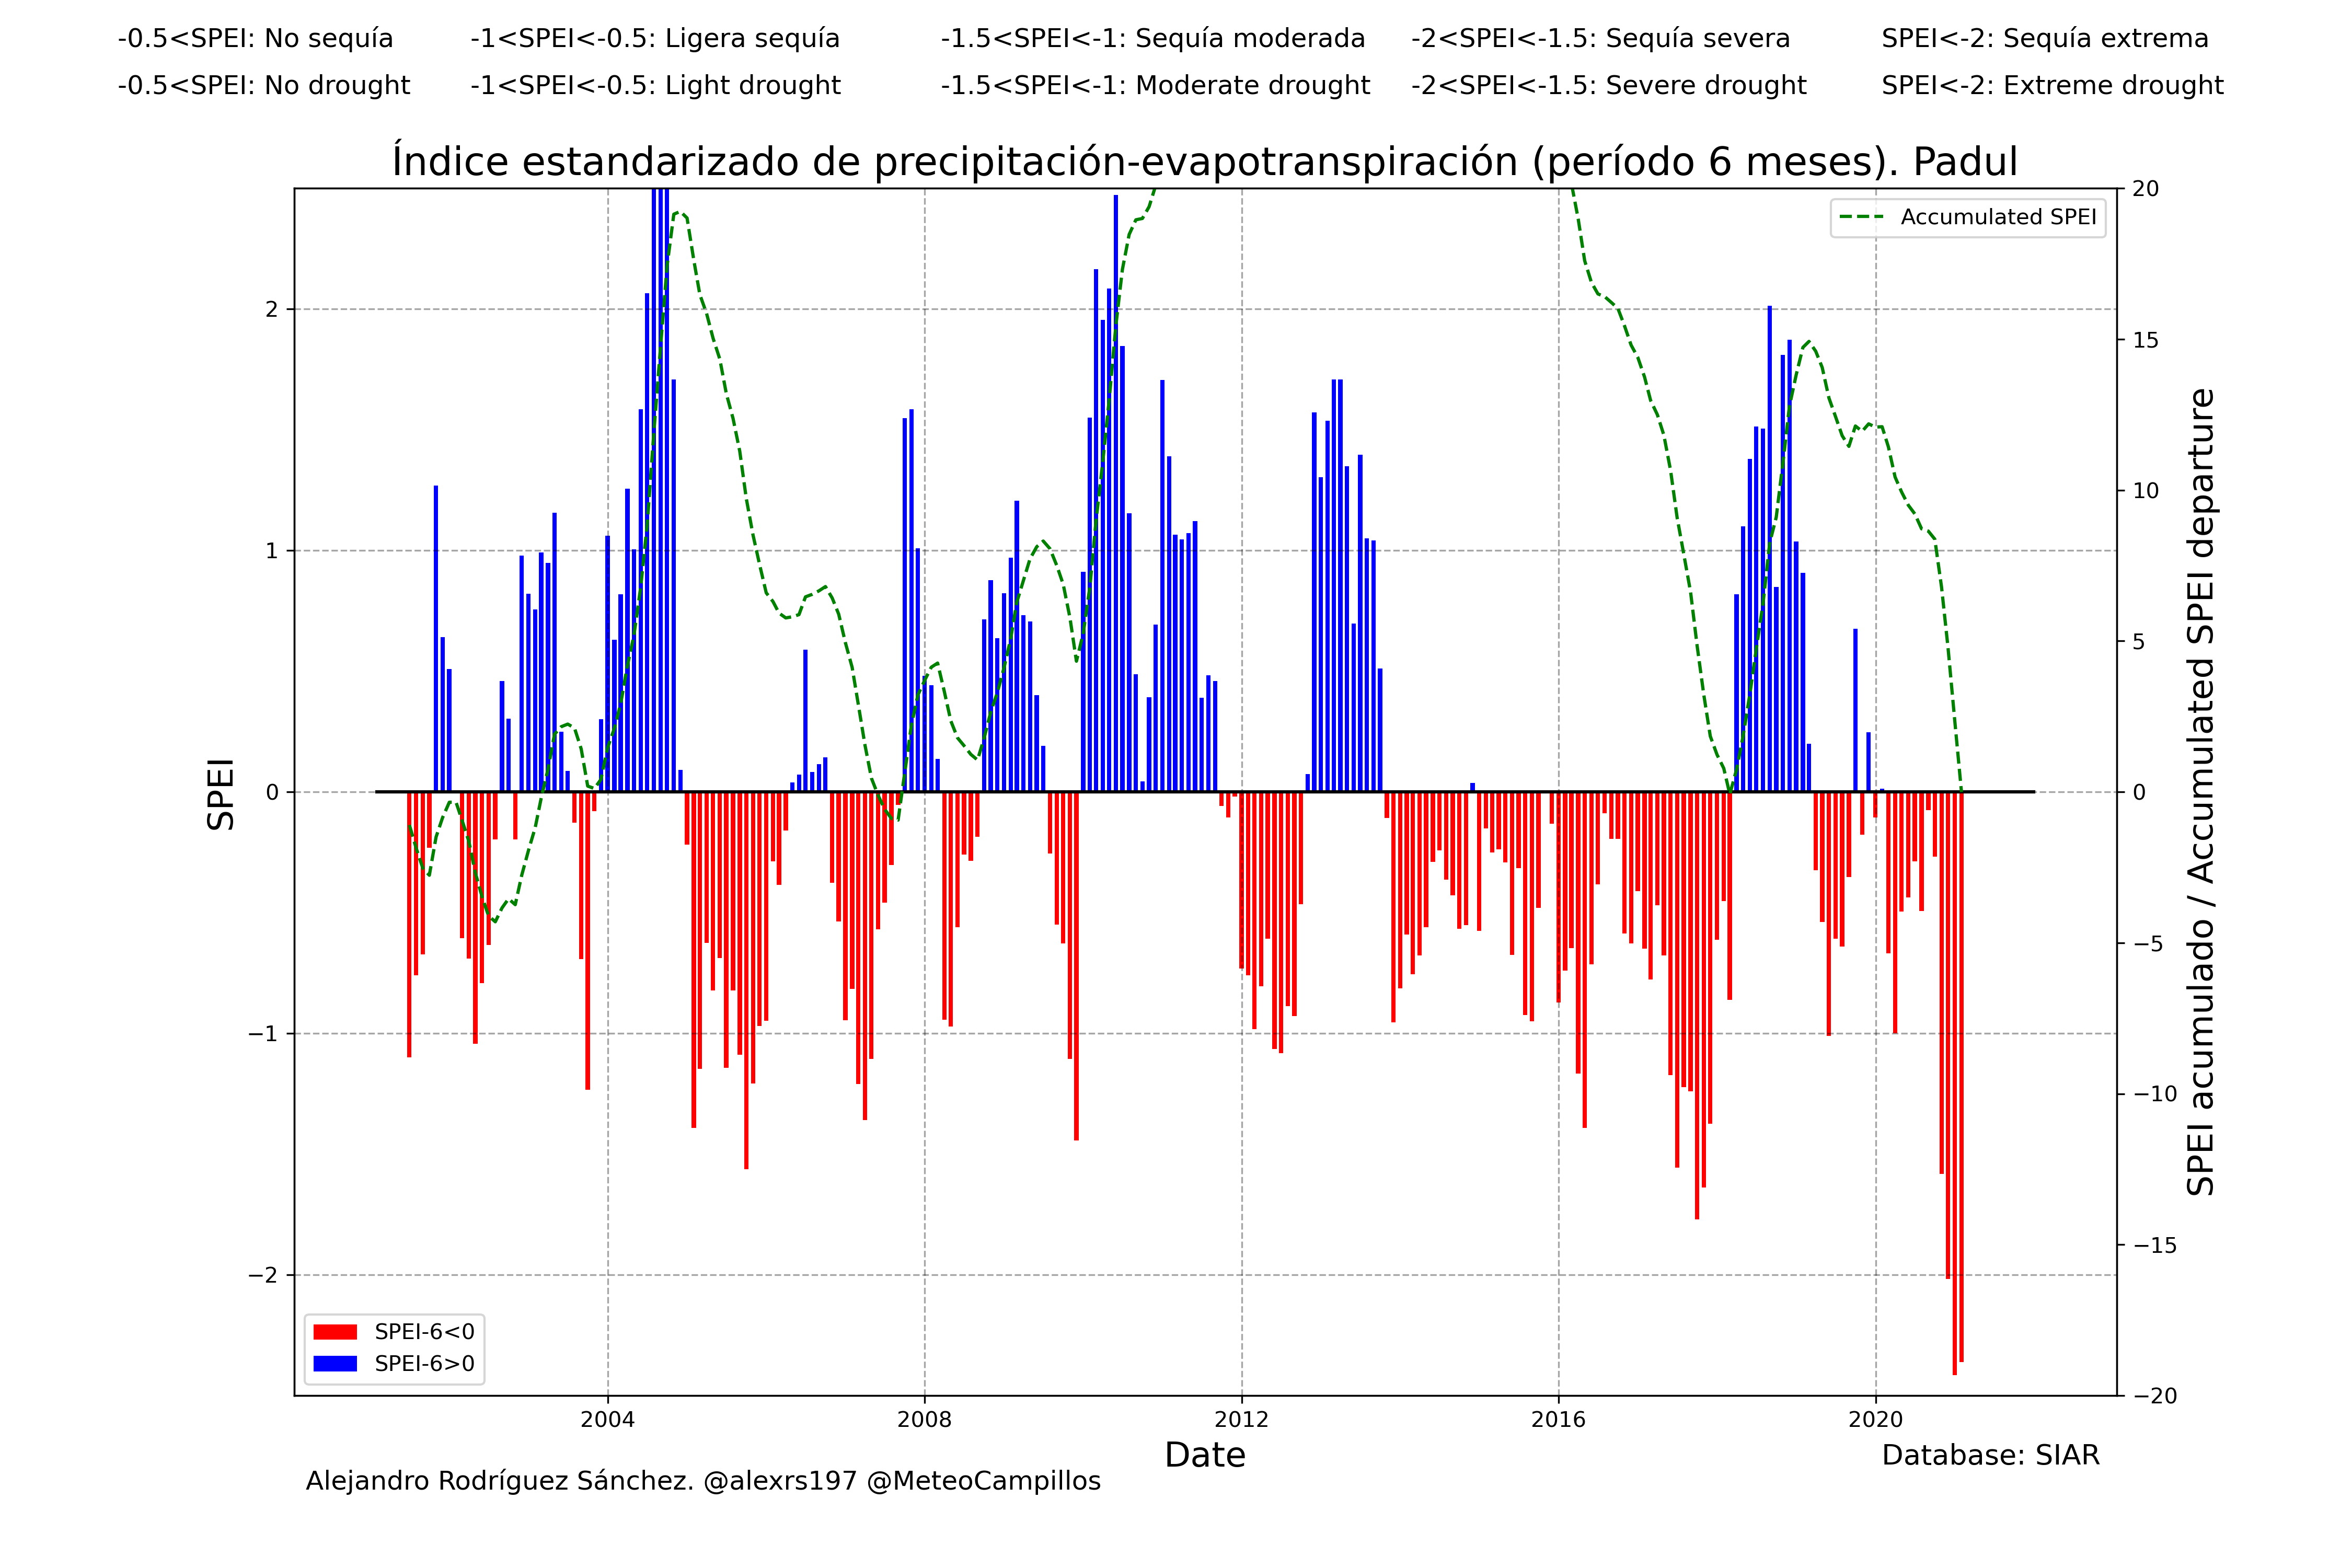 -0.5<SPEI: No sequía -1<SPEI<-0.5: Ligera sequía -1.5<SPEI<-1: Sequía moderada -2<SPEI<-1.5: Sequía severa SPEI<-2: Sequía extrema
-0.5<SPEI: No drought -1<SPEI<-0.5: Light drought -1.5<SPEI<-1: Moderate drought -2<SPEI<-1.5: Severe drought SPEI<-2: Extreme drought
Índice estandarizado de precipitación-evapotranspiración (período 6 meses). Padul
Accumulated SPEI
SPEI
2
1
0
−1
−2
20
15
10
5
0
−5
−10
−15
−20
SPEI acumulado / Accumulated SPEI departure
SPEI-6<0
SPEI-6>0
2004 2008 2012 2016 2020
Date
Database: SIAR
Alejandro Rodríguez Sánchez. @alexrs197 @MeteoCampillos